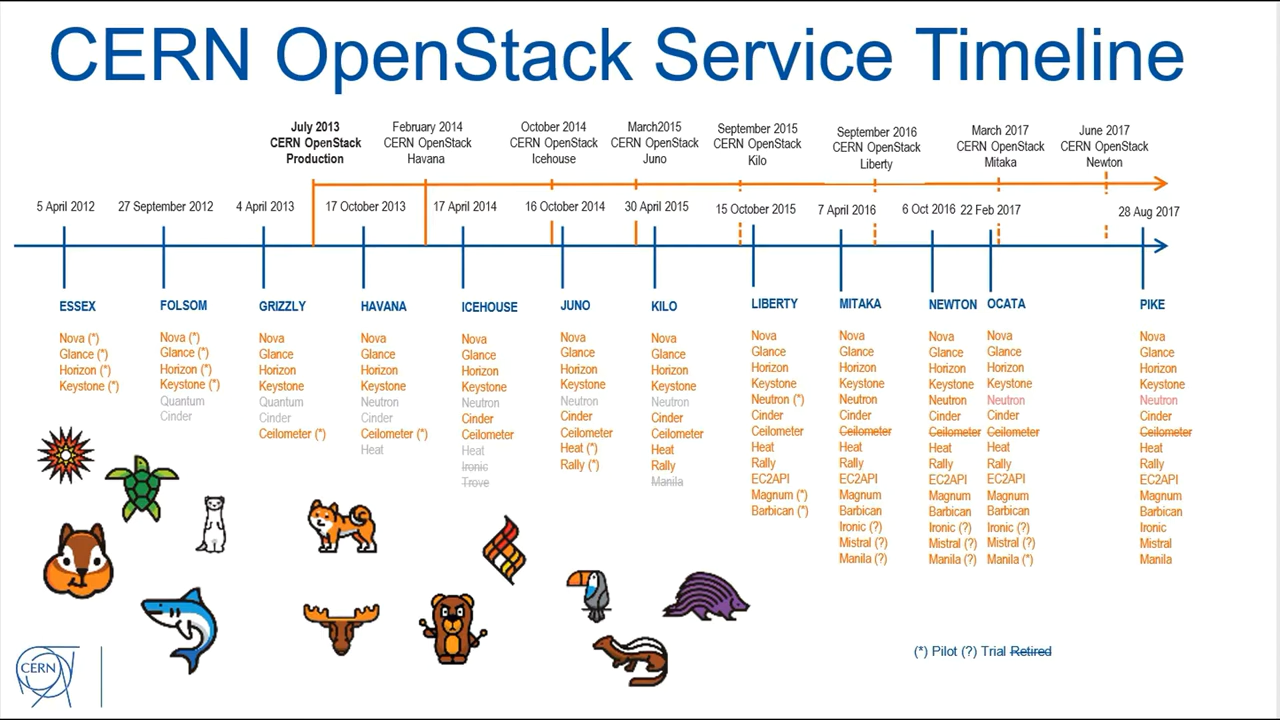 CERN OpenStack Service Timeline
July 2013
CERN OpenStack
Production
February 2014
CERN OpenStack
Havana
October 2014
CERN OpenStack
Icehouse
March2015
CERN OpenStack
Juno
September 2015
CERN OpenStack
Kilo
September 2016
CERN OpenStack
Liberty
March 2017
CERN OpenStack
Mitaka
June 2017
CERN OpenStack
Newton
5 April 2012
27 September 2012
4 April 2013
17 October 2013
17 April 2014
16 October 2014
30 April 2015
15 October 2015
7 April 2016
6 Oct 2016
22 Feb 2017
28 Aug 2017
ESSEX
Nova (*)
Glance (*)
Horizon (*)
Keystone (*)
FOLSOM
Nova (*)
Glance (*)
Horizon (*)
Keystone (*)
Quantum
Cinder
GRIZZLY
Nova
Glance
Horizon
Keystone
Quantum
Cinder
Ceilometer (*)
HAVANA
Nova
Glance
Horizon
Keystone
Neutron
Cinder
Ceilometer (*)
Heat
ICEHOUSE
Nova
Glance
Horizon
Keystone
Neutron
Cinder
Ceilometer
Heat
Ironic
Trove
JUNO
Nova
Glance
Horizon
Keystone
Neutron
Cinder
Ceilometer
Heat (*)
Rally (*)
KILO
Nova
Glance
Horizon
Keystone
Neutron
Cinder
Ceilometer
Heat
Rally
Manila
LIBERTY
Nova
Glance
Horizon
Keystone
Neutron (*)
Cinder
Ceilometer
Heat
Rally
EC2API
Magnum (*)
Barbican (*)
MITAKA
Nova
Glance
Horizon
Keystone
Neutron
Cinder
Ceilometer
Heat
Rally
EC2API
Magnum
Barbican
Ironic (?)
Mistral (?)
Manila (?)
NEWTON
Nova
Glance
Horizon
Keystone
Neutron
Cinder
Ceilometer
Heat
Rally
EC2API
Magnum
Barbican
Ironic (?)
Mistral (?)
Manila (?)
OCATA
Nova
Glance
Horizon
Keystone
Neutron
Cinder
Ceilometer
Heat
Rally
EC2API
Magnum
Barbican
Ironic (?)
Mistral (?)
Manila (*)
PIKE
Nova
Glance
Horizon
Keystone
Neutron
Cinder
Ceilometer
Heat
Rally
EC2API
Magnum
Barbican
Ironic
Mistral
Manila
(*) Pilot (?) Trial Retired
CERN